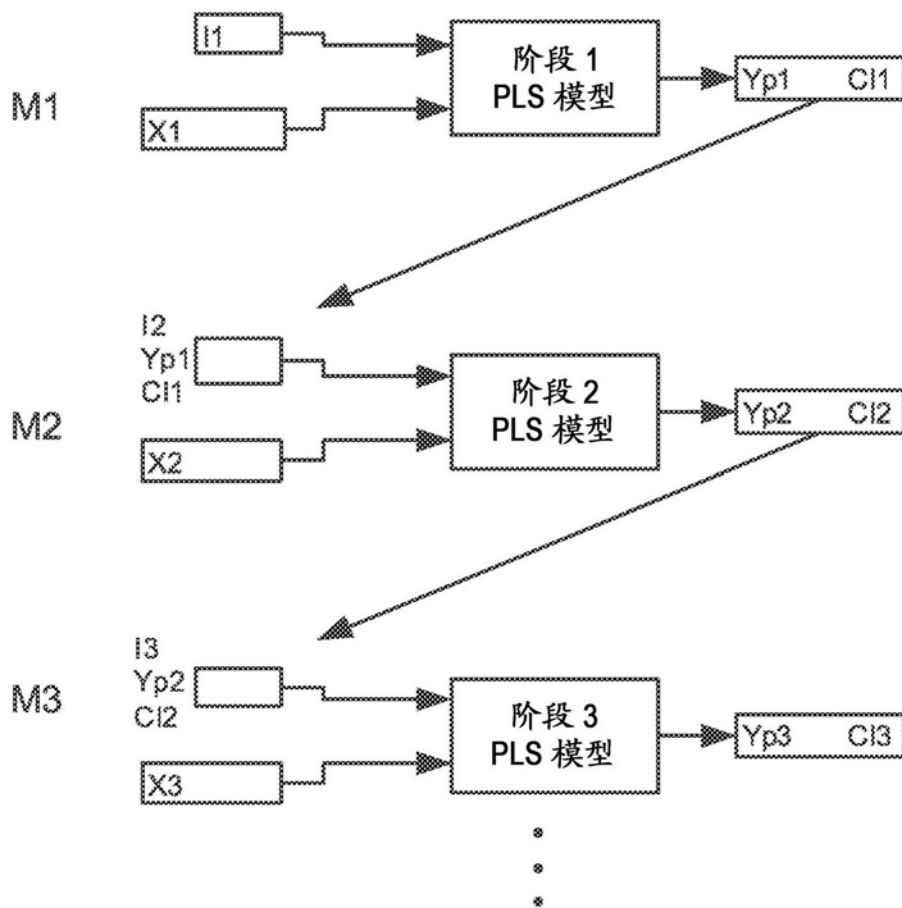 I1
阶段 1
PLS 模型
Yp1 CI1
M1
X1
I2
Yp1
CI1
阶段 2
PLS 模型
Yp2 CI2
M2
X2
I3
Yp2
CI2
阶段 3
PLS 模型
Yp3 CI3
M3
X3